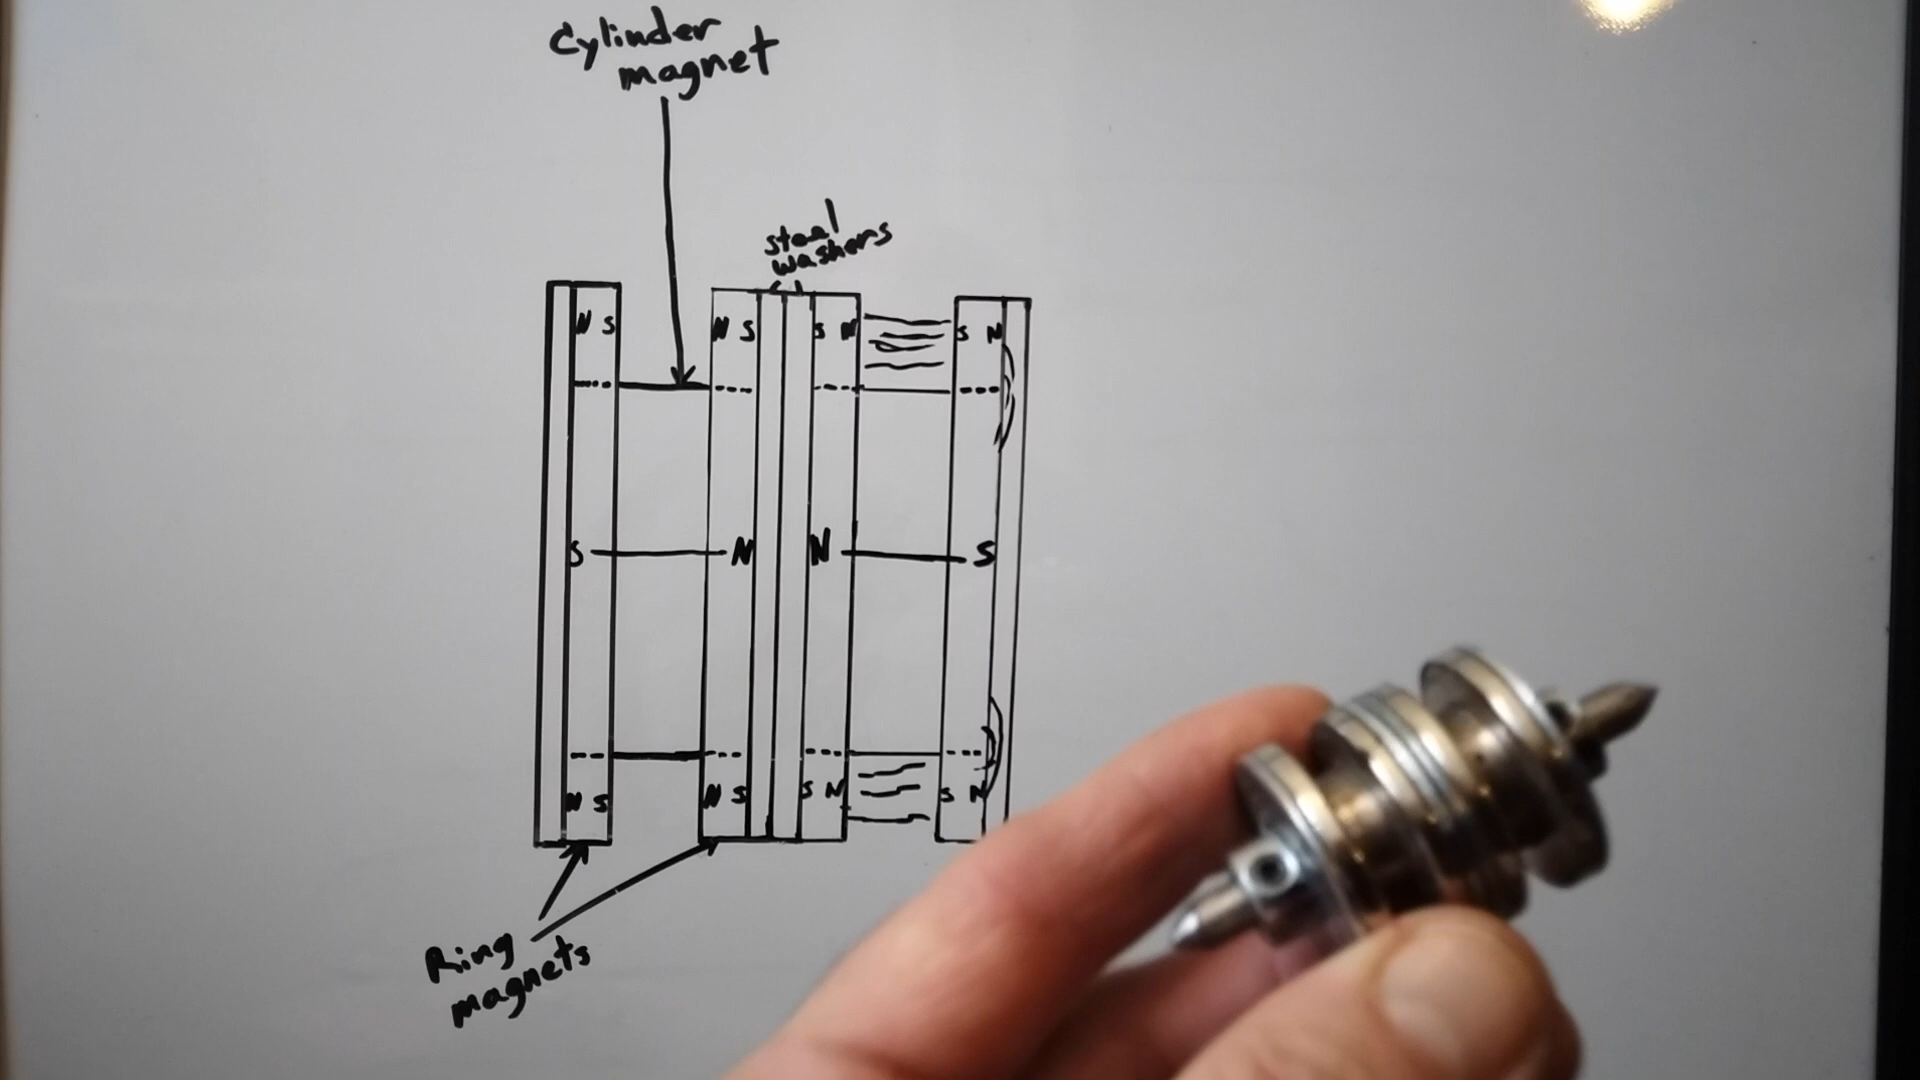 Cylinder
magnet
steel
washers
N S N S S N S N
S N N S
N S N S S N S N
Ring
magnets